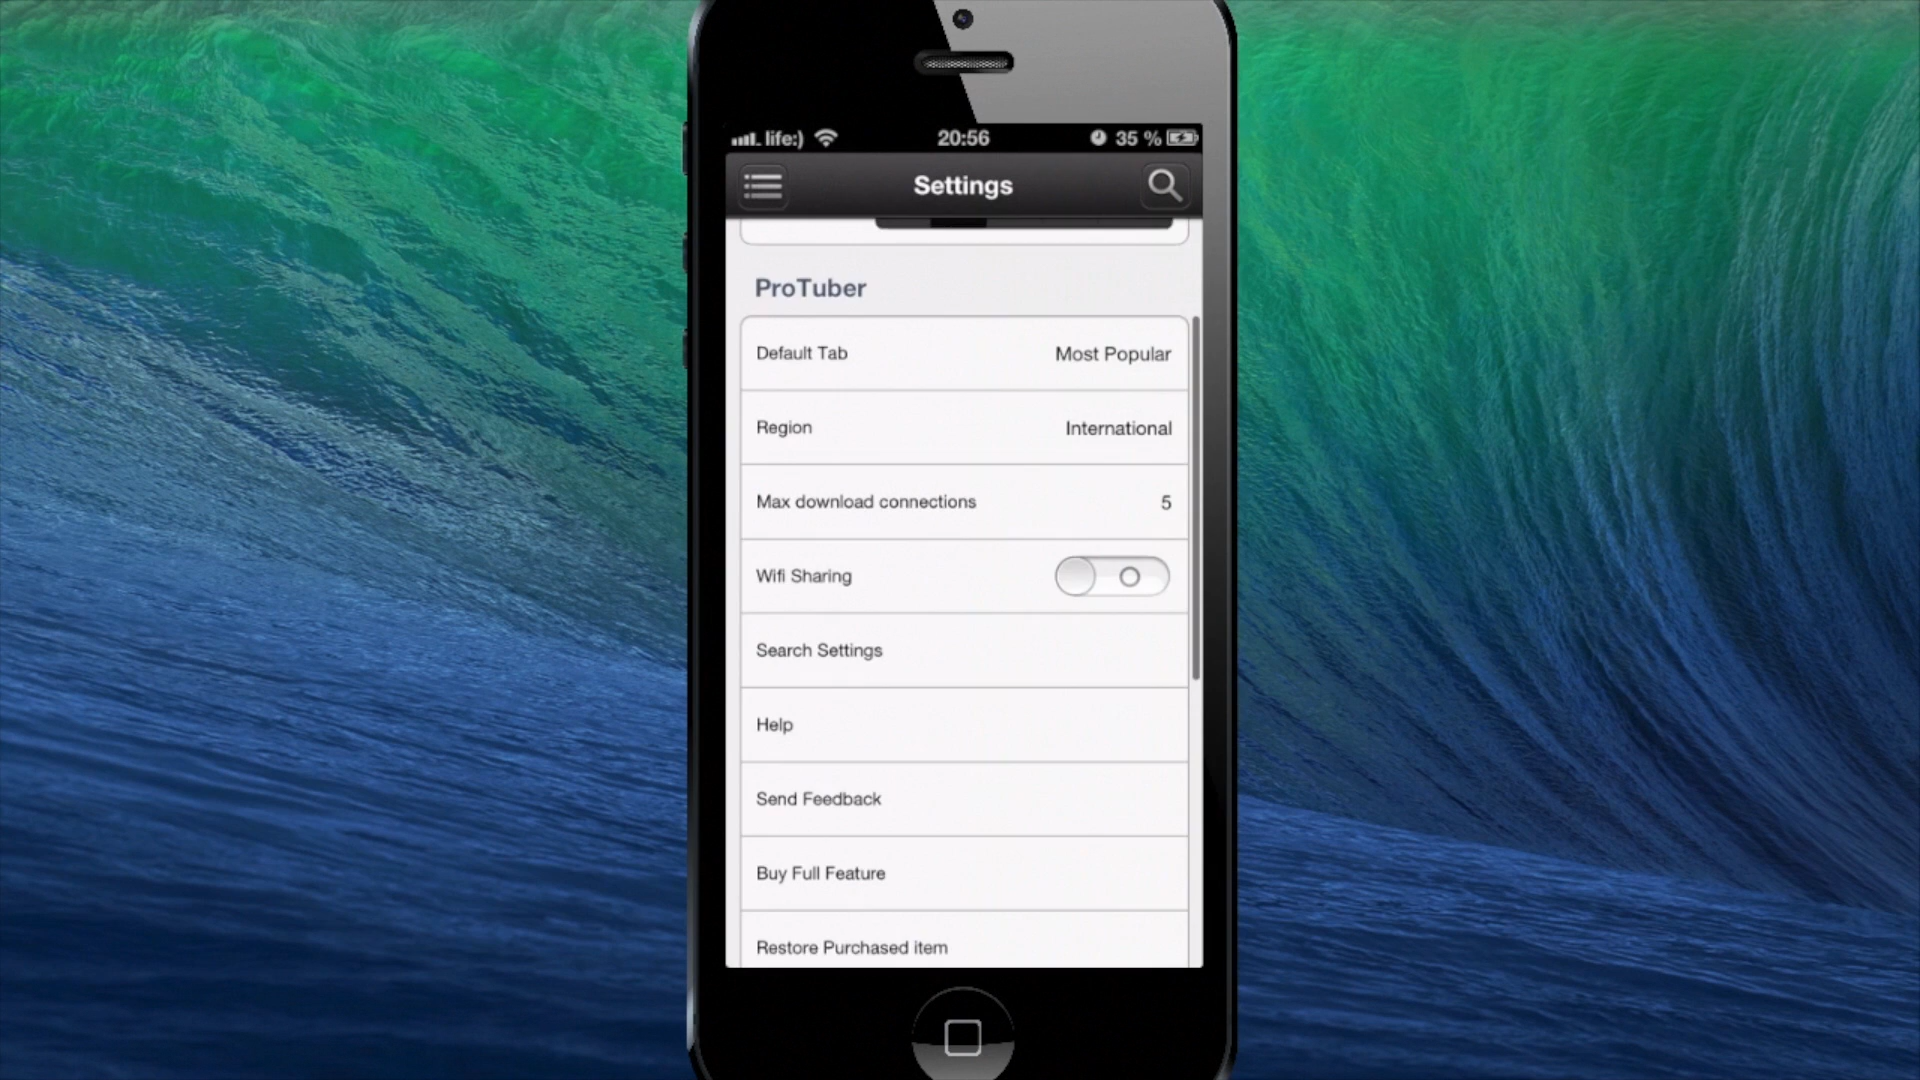 life:) 20:56 35 %
Settings
ProTuber
Default Tab Most Popular
Region International
Max download connections 5
Wifi Sharing
Search Settings
Help
Send Feedback
Buy Full Feature
Restore Purchased item